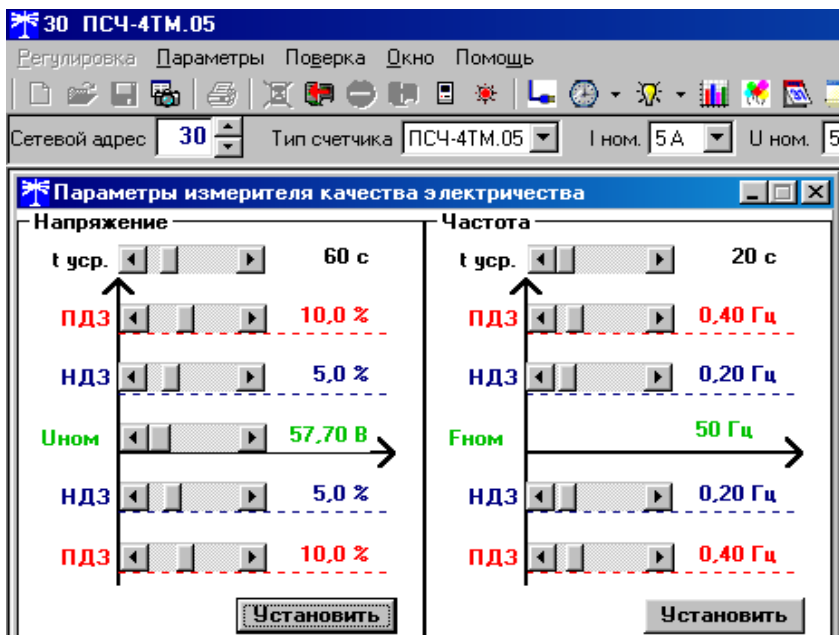 30 ПСЧ-4ТМ.05
Регулировка Параметры Поверка Окно Помощь
Сетевой адрес 30 Тип счетчика ПСЧ-4ТМ.05 I ном. 5 А U ном. 5
Параметры измерителя качества электричества
Напряжение Частота
t уср. 60 с t уср. 20 с
ПДЗ 10,0 % ПДЗ 0,40 Гц
НДЗ 5,0 % НДЗ 0,20 Гц
Uном 57,70 В Fном 50 Гц
НДЗ 5,0 % НДЗ 0,20 Гц
ПДЗ 10,0 % ПДЗ 0,40 Гц
Установить Установить